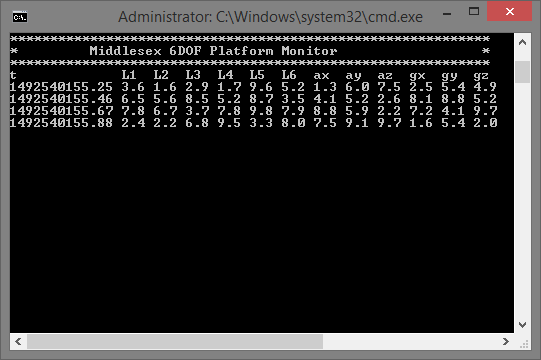 Administrator: C:\Windows\system32\cmd.exe
************************************************************
*         Middlesex 6DOF Platform Monitor                  *
************************************************************
t             L1  L2  L3  L4  L5  L6  ax  ay  az  gx  gy  gz
1492540155.25 3.6 1.6 2.9 1.7 9.6 5.2 1.3 6.0 7.5 2.5 5.4 4.9
1492540155.46 6.5 5.6 8.5 5.2 8.7 3.5 4.1 5.2 2.6 8.1 8.8 5.2
1492540155.67 7.8 6.7 3.7 7.8 9.8 7.9 8.8 5.9 2.2 7.2 4.1 9.7
1492540155.88 2.4 2.2 6.8 9.5 3.3 8.0 7.5 9.1 9.7 1.6 5.4 2.0